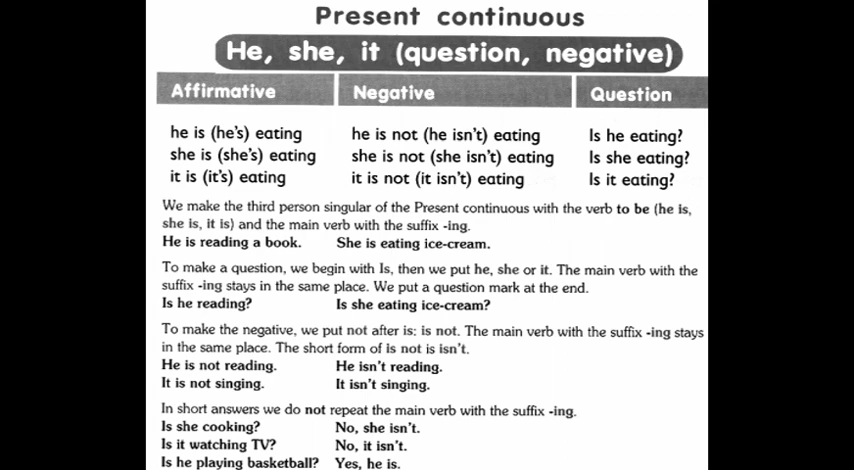 Present continuous
He, she, it (question, negative)
Affirmative Negative Question
he is (he's) eating he is not (he isn't) eating Is he eating?
she is (she's) eating she is not (she isn't) eating Is she eating?
it is (it's) eating it is not (it isn't) eating Is it eating?
We make the third person singular of the Present continuous with the verb to be (he is,
she is, it is) and the main verb with the suffix -ing.
He is reading a book. She is eating ice-cream.
To make a question, we begin with Is, then we put he, she or it. The main verb with the
suffix -ing stays in the same place. We put a question mark at the end.
Is he reading? Is she eating ice-cream?
To make the negative, we put not after is: is not. The main verb with the suffix -ing stays
in the same place. The short form of is not is isn't.
He is not reading. He isn't reading.
It is not singing. It isn't singing.
In short answers we do not repeat the main verb with the suffix -ing.
Is she cooking? No, she isn't.
Is it watching TV? No, it isn't.
Is he playing basketball? Yes, he is.